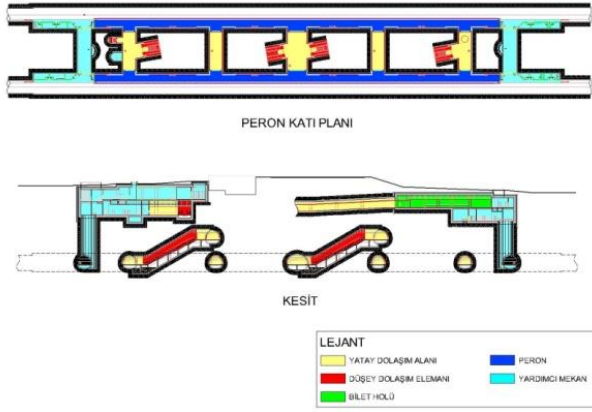 PERON KATI PLANI
KESİT
LEJANT
YATAY DOLAŞIM ALANI
PERON
DÜŞEY DOLAŞIM ELEMANI
YARDIMCI MEKAN
BİLET HOLÜ